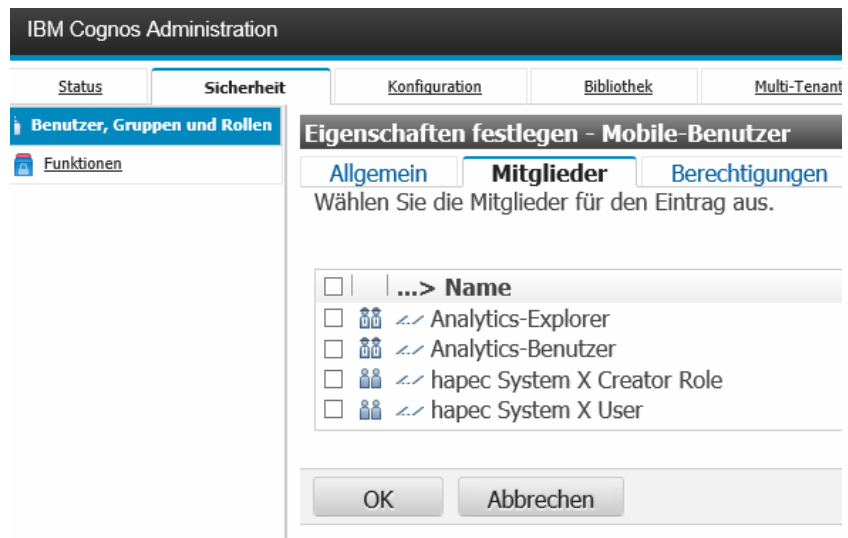 IBM Cognos Administration
Status Sicherheit Konfiguration Bibliothek Multi-Tenant
Benutzer, Gruppen und Rollen
Funktionen
Eigenschaften festlegen - Mobile-Benutzer
Allgemein Mitglieder Berechtigungen
Wählen Sie die Mitglieder für den Eintrag aus.
...> Name
Analytics-Explorer
Analytics-Benutzer
hapec System X Creator Role
hapec System X User
OK Abbrechen